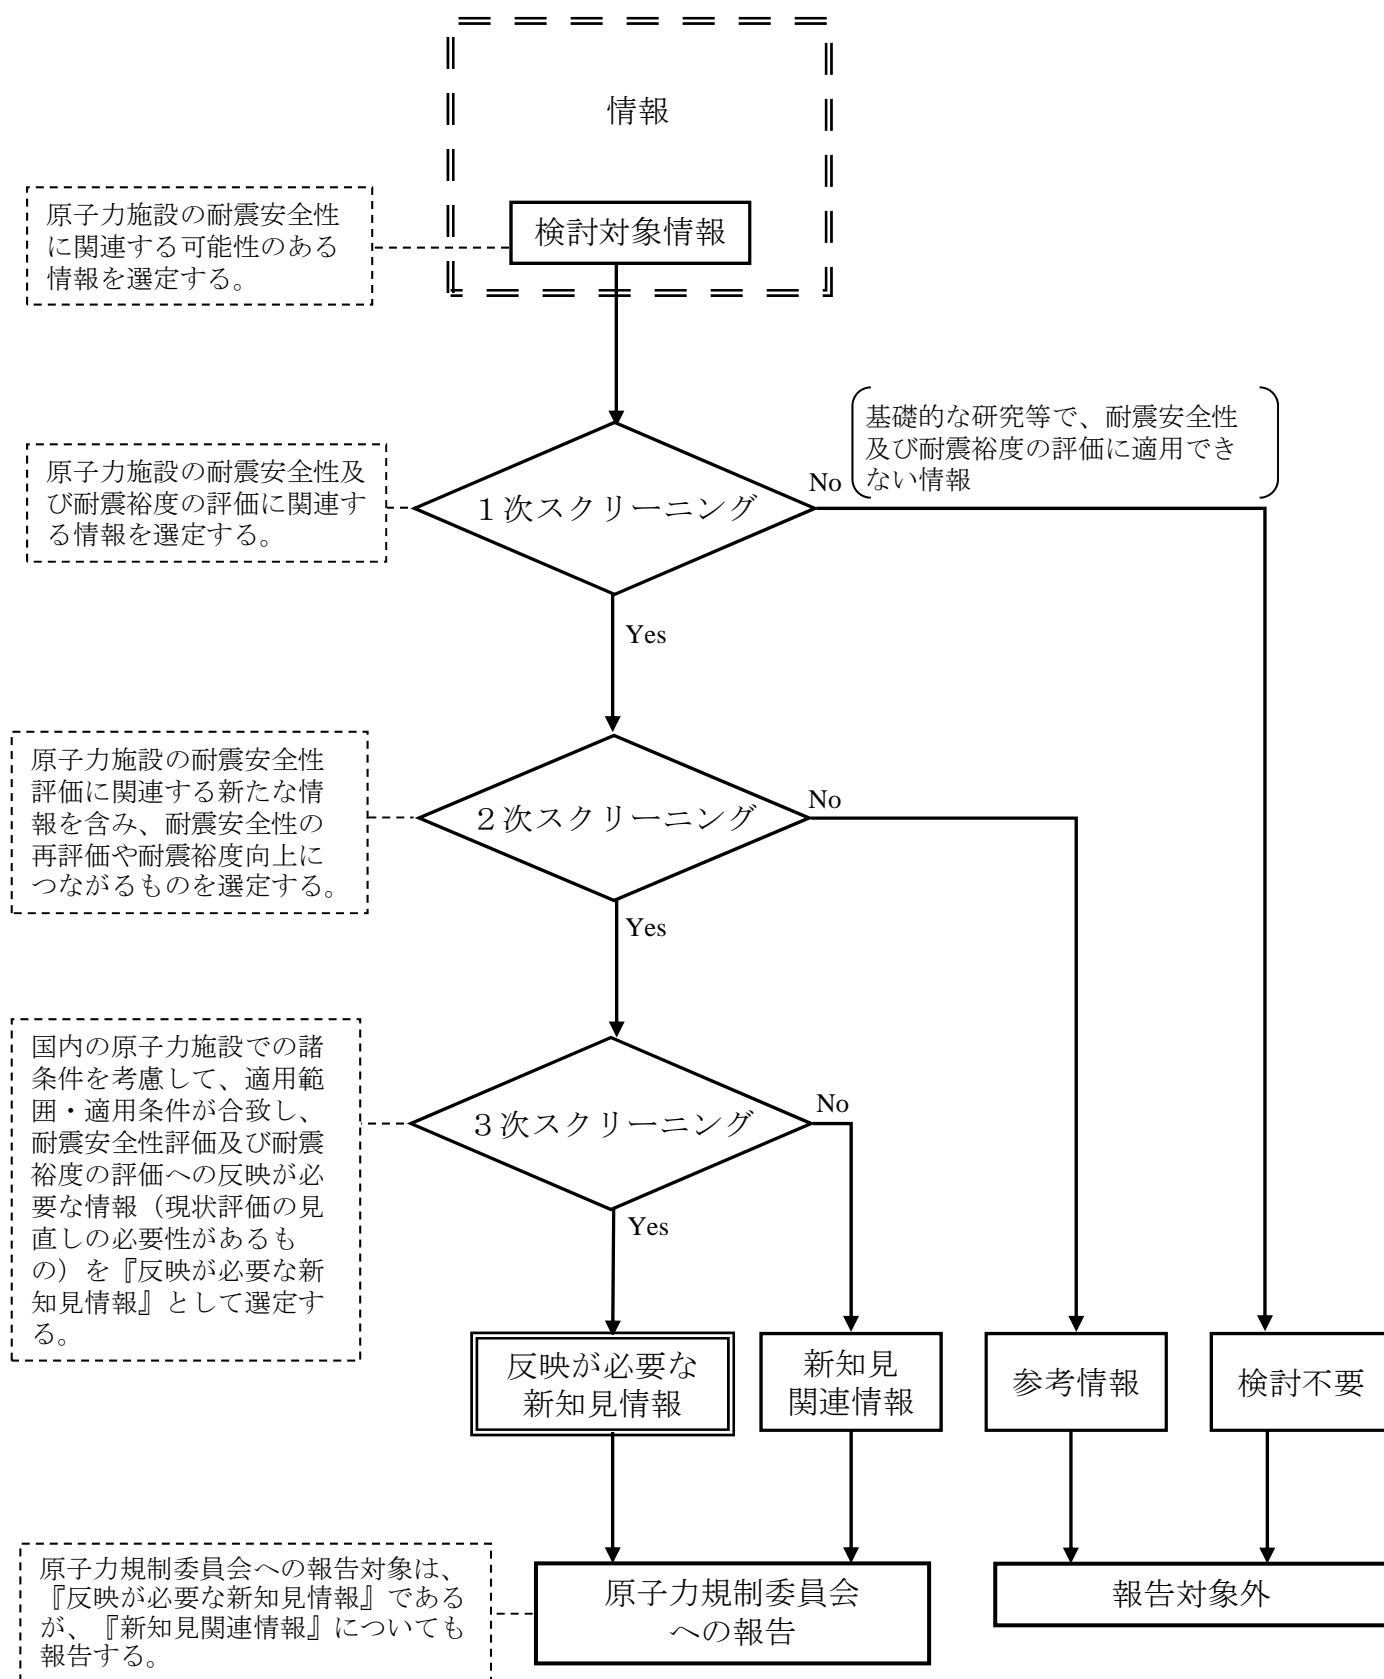 情報
原子力施設の耐震安全性
に関連する可能性のある
情報を選定する。
検討対象情報
基礎的な研究等で、耐震安全性
及び耐震裕度の評価に適用でき
ない情報
原子力施設の耐震安全性及
び耐震裕度の評価に関連す
る情報を選定する。
１次スクリーニング
No
Yes
原子力施設の耐震安全性
評価に関連する新たな情
報を含み、耐震安全性の
再評価や耐震裕度向上に
つながるものを選定する。
２次スクリーニング
No
Yes
国内の原子力施設での諸
条件を考慮して、適用範
囲・適用条件が合致し、
耐震安全性評価及び耐震
裕度の評価への反映が必
要な情報（現状評価の見
直しの必要性があるも
の）を『反映が必要な新
知見情報』として選定す
る。
３次スクリーニング
No
Yes
反映が必要な
新知見情報
新知見
関連情報
参考情報
検討不要
原子力規制委員会への報告対象は、
『反映が必要な新知見情報』である
が、『新知見関連情報』についても
報告する。
原子力規制委員会
への報告
報告対象外